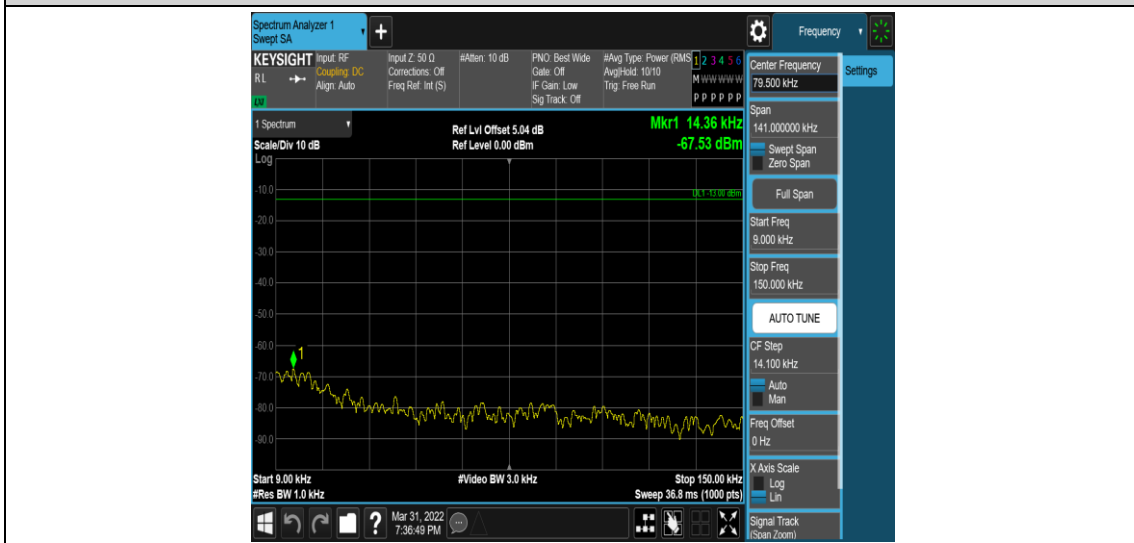 Spectrum Analyzer 1
Swept SA
+
Frequency
KEYSIGHT
RL
LXI
Input: RF
Coupling: DC
Align: Auto
Input Z: 50 Ω
Corrections: Off
Freq Ref: Int (S)
#Atten: 10 dB
PNO: Best Wide
Gate: Off
IF Gain: Low
Sig Track: Off
#Avg Type: Power (RMS
Avg|Hold: 10/10
Trig: Free Run
1 2 3 4 5 6
M W W W W W
P P P P P P
Center Frequency
79.500 kHz
Settings
Span
141.000000 kHz
Swept Span
Zero Span
Full Span
Start Freq
9.000 kHz
Stop Freq
150.000 kHz
AUTO TUNE
CF Step
14.100 kHz
Auto
Man
Freq Offset
0 Hz
X Axis Scale
Log
Lin
Signal Track
(Span Zoom)
1 Spectrum
Scale/Div 10 dB
Log
Ref Lvl Offset 5.04 dB
Ref Level 0.00 dBm
Mkr1 14.36 kHz
-67.53 dBm
DL1 -13.00 dBm
-10.0
-20.0
-30.0
-40.0
-50.0
-60.0
-70.0
-80.0
-90.0
1
Start 9.00 kHz
#Res BW 1.0 kHz
#Video BW 3.0 kHz
Stop 150.00 kHz
Sweep 36.8 ms (1000 pts)
?
Mar 31, 2022
7:36:49 PM